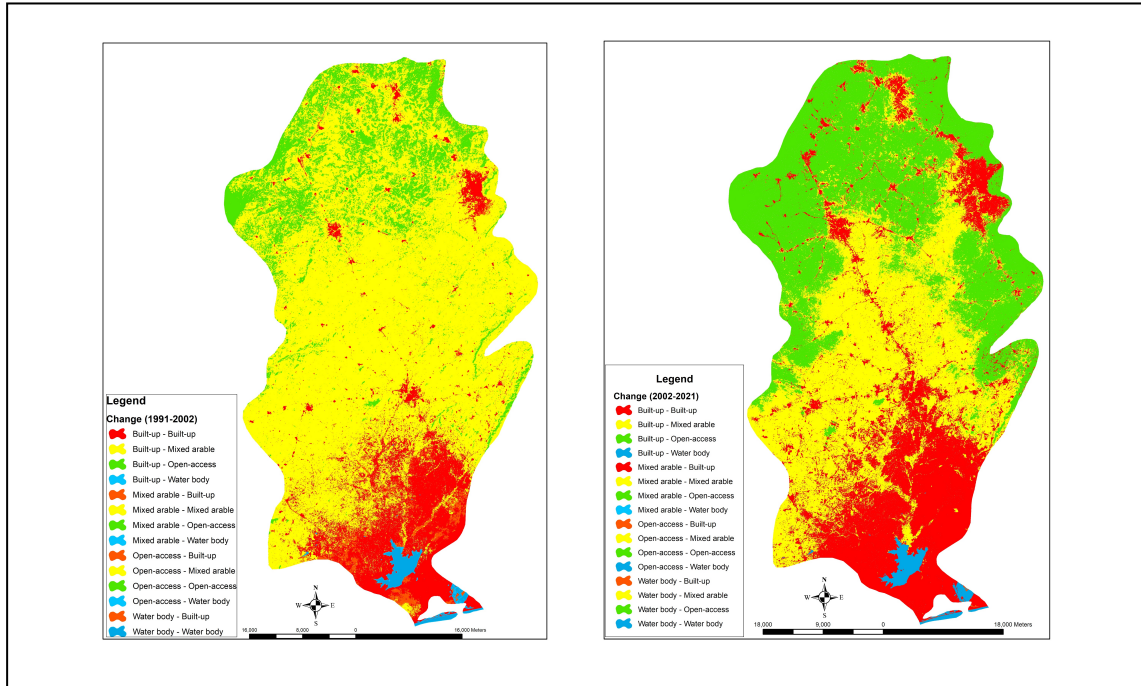 Legend
Change (1991-2002)
Built-up - Built-up
Built-up - Mixed arable
Built-up - Open-access
Built-up - Water body
Mixed arable - Built-up
Mixed arable - Mixed arable
Mixed arable - Open-access
Mixed arable - Water body
Open-access - Built-up
Open-access - Mixed arable
Open-access - Open-access
Open-access - Water body
Water body - Built-up
Water body - Water body
N
W E
S
16,000 8,000 0 16,000 Meters
Legend
Change (2002-2021)
Built-up - Built-up
Built-up - Mixed arable
Built-up - Open-access
Built-up - Water body
Mixed arable - Built-up
Mixed arable - Mixed arable
Mixed arable - Open-access
Mixed arable - Water body
Open-access - Built-up
Open-access - Mixed arable
Open-access - Open-access
Open-access - Water body
Water body - Built-up
Water body - Mixed arable
Water body - Open-access
Water body - Water body
N
W E
S
18,000 9,000 0 18,000 Meters